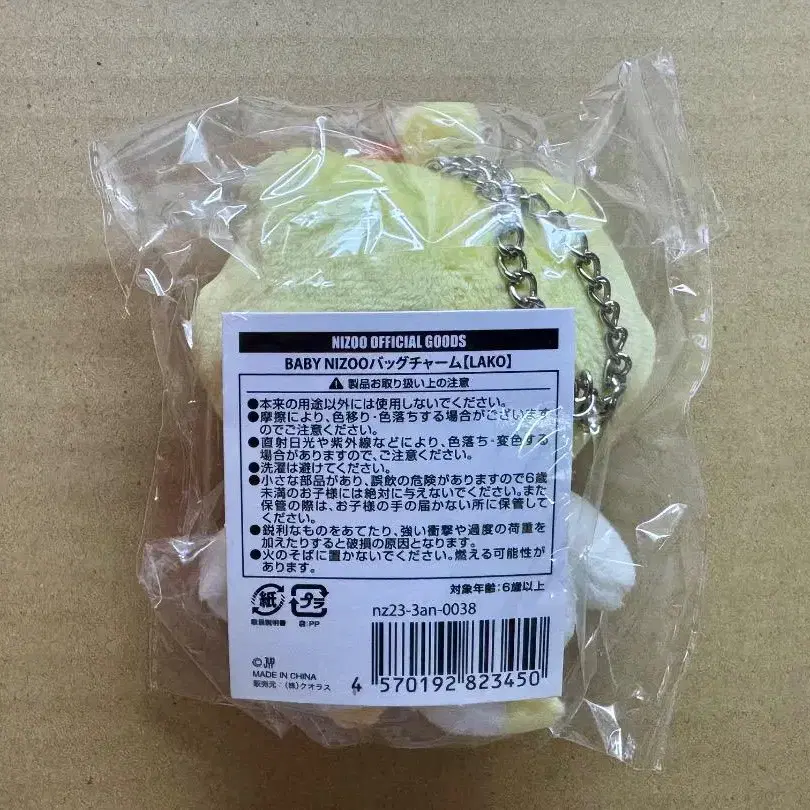 NIZOO OFFICIAL GOODS
BABY NIZOOバッグチャーム【LAKO】
⚠ 製品お取り扱い上の注意
●本来の用途以外には使用しないでください。
●摩擦により、色移り・色落ちする場合がございます
のでご注意ください。
●直射日光や紫外線などにより、色落ち・変色する
場合がありますので、ご注意ください。
●洗濯は避けてください。
●小さな部品があり、誤飲の危険がありますので6歳
未満のお子様には絶対に与えないでください。また
保管の際は、お子様の手の届かない所に保管して
ください。
●鋭利なものをあてたり、強い衝撃や過度の荷重を
加えたりすると破損の原因となります。
●火のそばに置かないでください。燃える可能性が
あります。
対象年齢:6歳以上
紙 プラ
取扱説明書 袋:PP
nz23-3an-0038
©
MADE IN CHINA
販売元:(株)クオラス
4 570192 823450